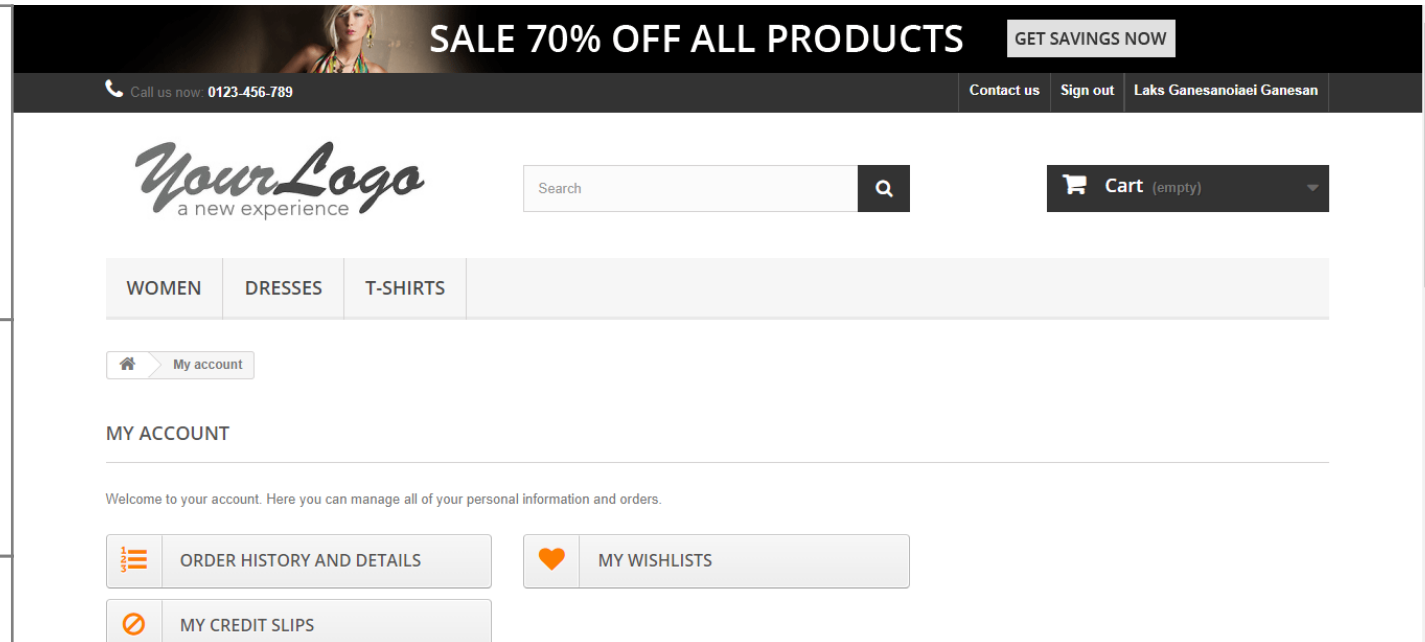 SALE 70% OFF ALL PRODUCTS GET SAVINGS NOW
Call us now: 0123-456-789 Contact us Sign out Laks Ganesanoiaei Ganesan
YourLogo
a new experience
Search
Cart (empty)
WOMEN DRESSES T-SHIRTS
My account
MY ACCOUNT
Welcome to your account. Here you can manage all of your personal information and orders.
1
2
3
ORDER HISTORY AND DETAILS MY WISHLISTS
MY CREDIT SLIPS